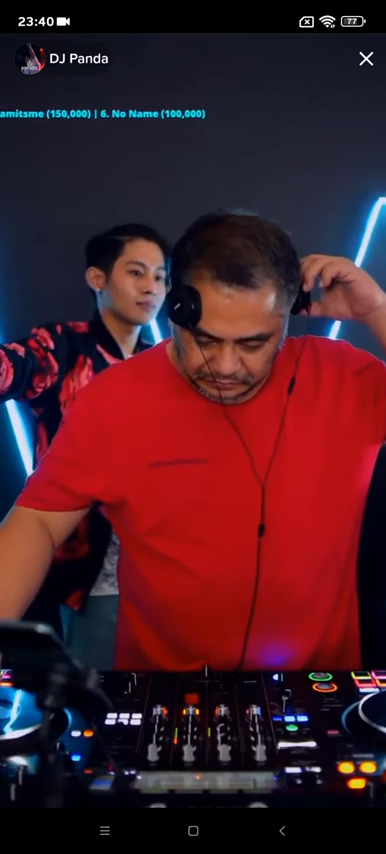 23:40
77
DJ Panda
amitsme (150,000) | 6. No Name (100,000)